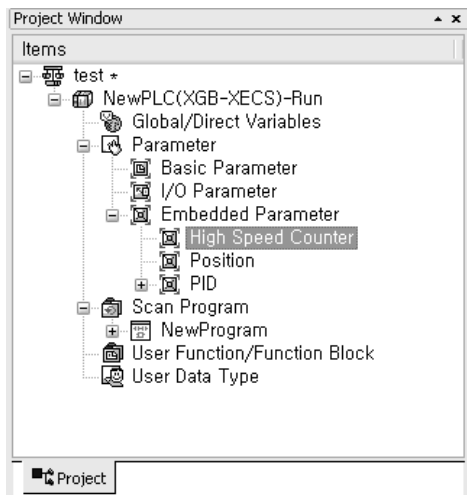 Project Window
Items
test *
NewPLC(XGB-XECS)-Run
Global/Direct Variables
Parameter
Basic Parameter
I/O Parameter
Embedded Parameter
High Speed Counter
Position
PID
Scan Program
NewProgram
User Function/Function Block
User Data Type
Project